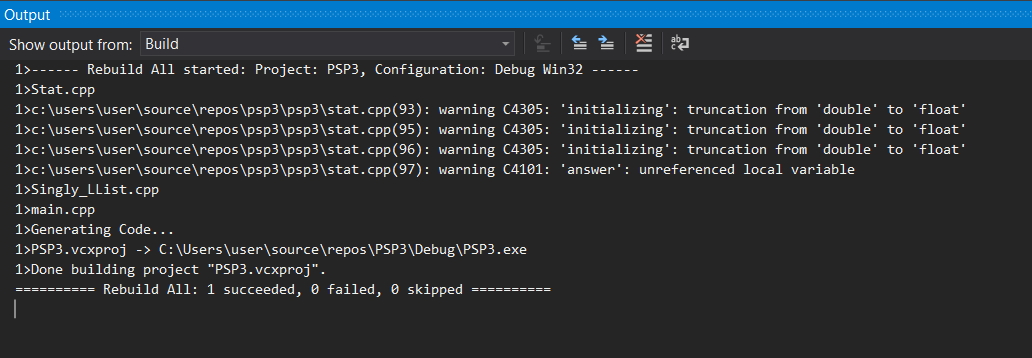 Output
Show output from: Build
1>------ Rebuild All started: Project: PSP3, Configuration: Debug Win32 ------
1>Stat.cpp
1>c:\users\user\source\repos\psp3\psp3\stat.cpp(93): warning C4305: 'initializing': truncation from 'double' to 'float'
1>c:\users\user\source\repos\psp3\psp3\stat.cpp(95): warning C4305: 'initializing': truncation from 'double' to 'float'
1>c:\users\user\source\repos\psp3\psp3\stat.cpp(96): warning C4305: 'initializing': truncation from 'double' to 'float'
1>c:\users\user\source\repos\psp3\psp3\stat.cpp(97): warning C4101: 'answer': unreferenced local variable
1>Singly_LList.cpp
1>main.cpp
1>Generating Code...
1>PSP3.vcxproj -> C:\Users\user\source\repos\PSP3\Debug\PSP3.exe
1>Done building project "PSP3.vcxproj".
========== Rebuild All: 1 succeeded, 0 failed, 0 skipped ==========